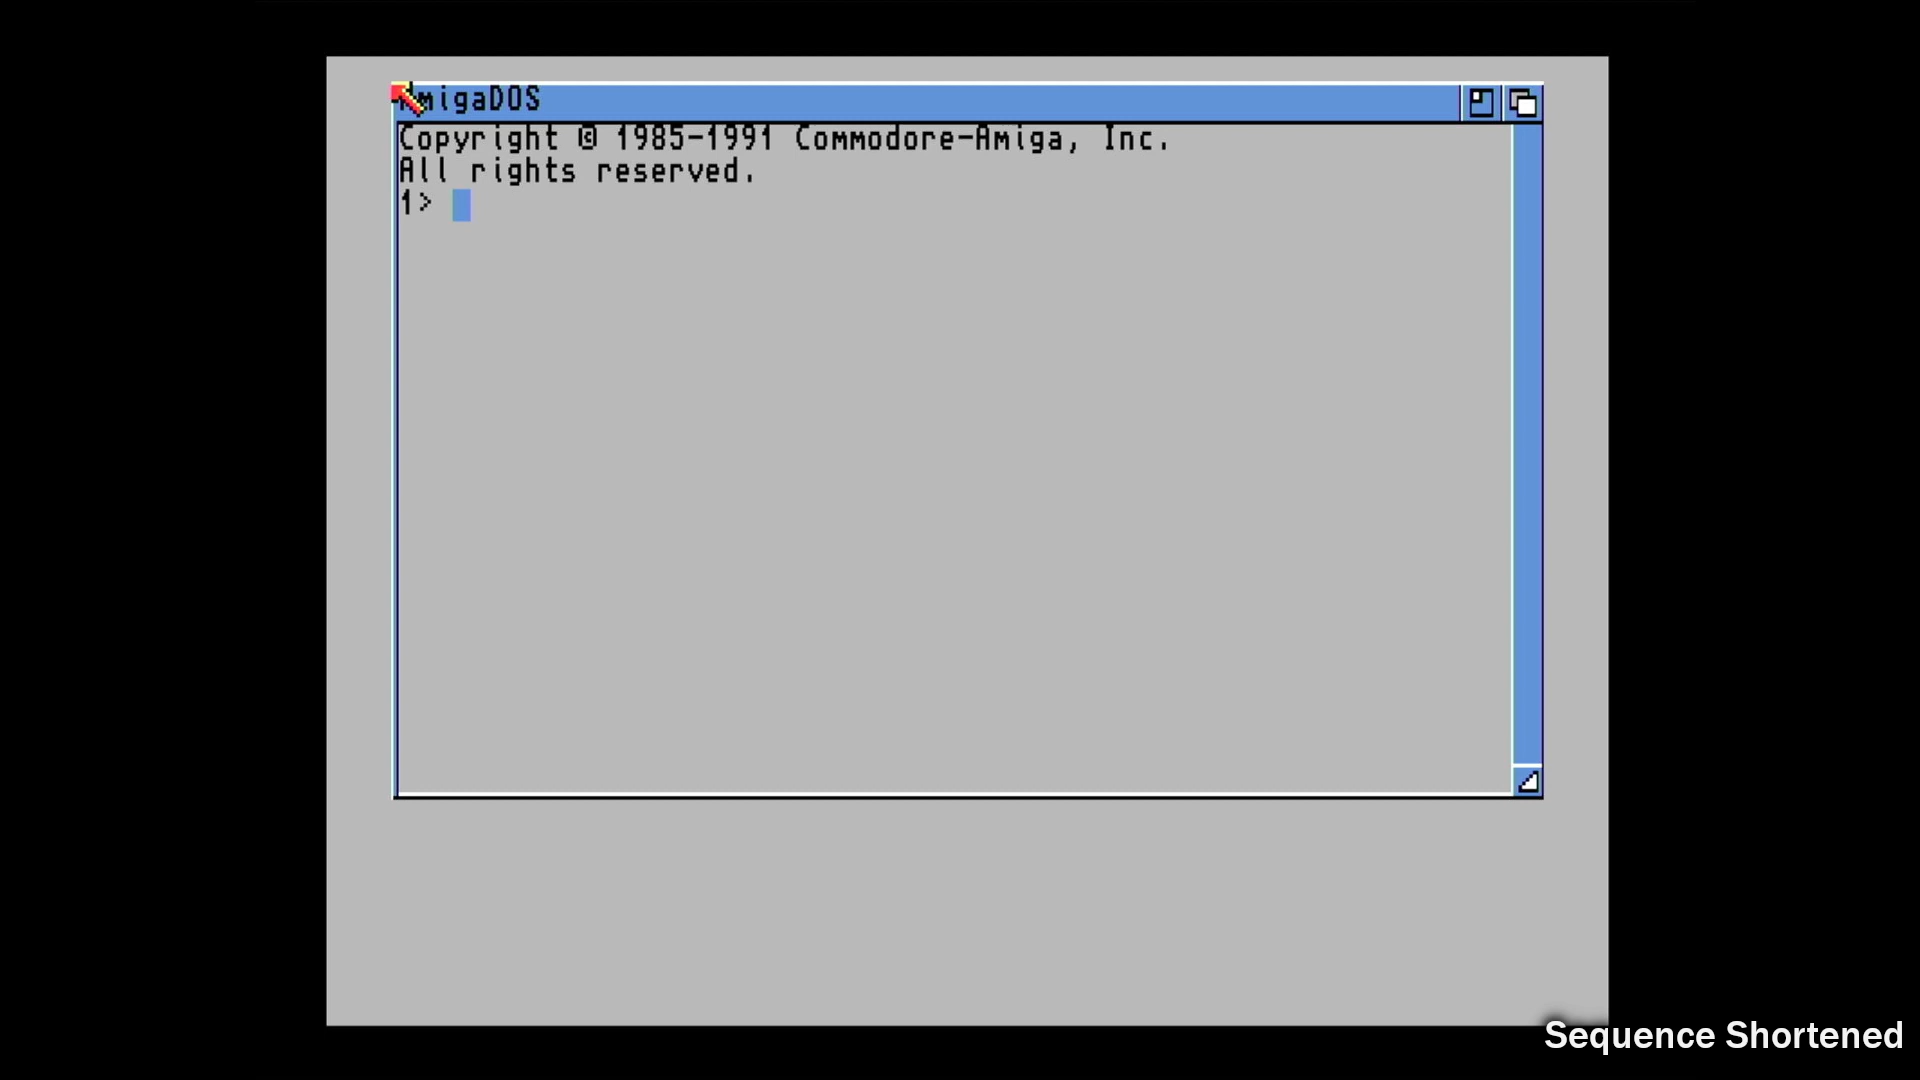 AmigaDOS
Copyright © 1985-1991 Commodore-Amiga, Inc.
All rights reserved.
1>
Sequence Shortened